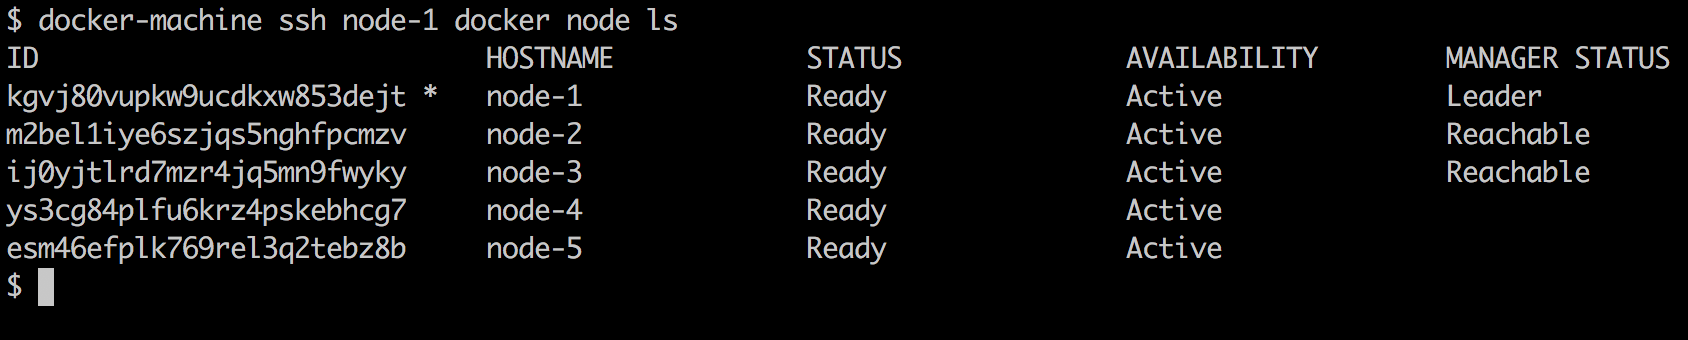 $ docker-machine ssh node-1 docker node ls
ID HOSTNAME STATUS AVAILABILITY MANAGER STATUS
kgvj80vupkw9ucdkxw853dejt * node-1 Ready Active Leader
m2bel1iye6szjqs5nghfpcmzv node-2 Ready Active Reachable
ij0yjtlrd7mzr4jq5mn9fwyky node-3 Ready Active Reachable
ys3cg84plfu6krz4pskebhcg7 node-4 Ready Active
esm46efplk769rel3q2tebz8b node-5 Ready Active
$